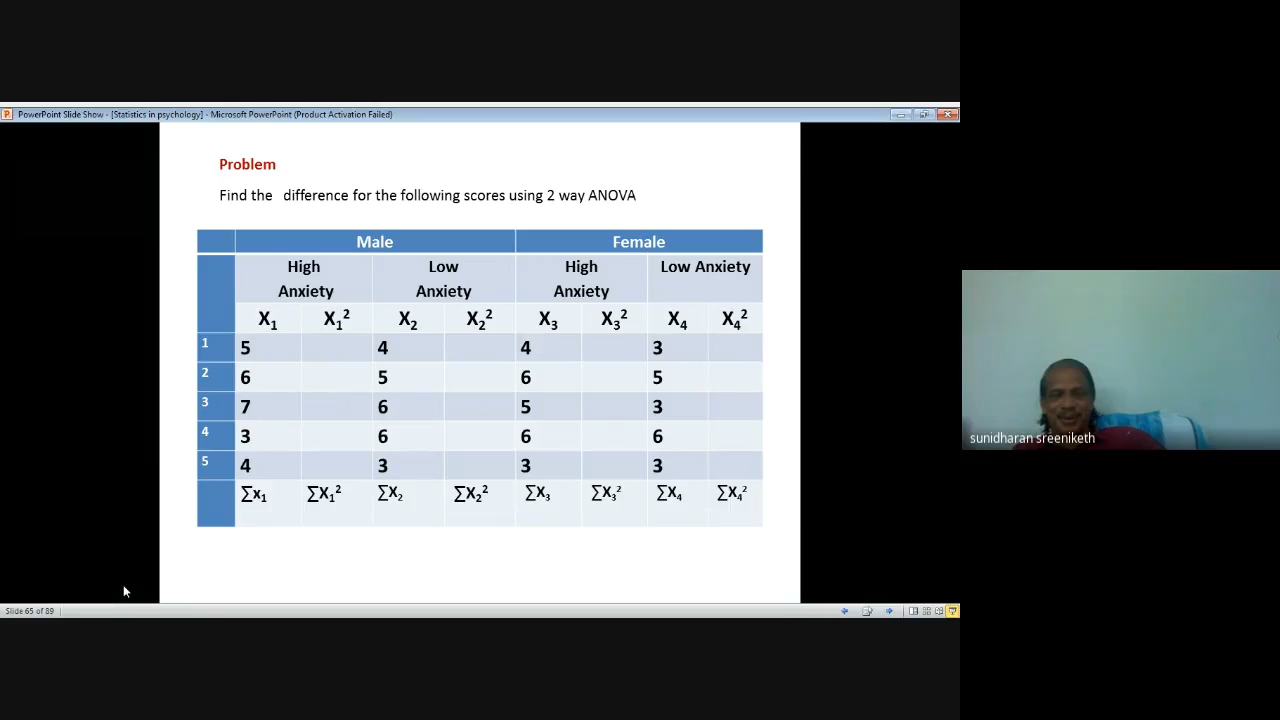 PowerPoint Slide Show - [Statistics in psychology] - Microsoft PowerPoint (Product Activation Failed)
Problem
Find the difference for the following scores using 2 way ANOVA
Male Female
High Anxiety Low Anxiety High Anxiety Low Anxiety
X₁ X₁² X₂ X₂² X₃ X₃² X₄ X₄²
1 5 4 4 3
2 6 5 6 5
3 7 6 5 3
4 3 6 6 6
5 4 3 3 3
∑x₁ ∑X₁² ∑X₂ ∑X₂² ∑X₃ ∑X₃² ∑X₄ ∑X₄²
sunidharan sreeniketh
Slide 65 of 89